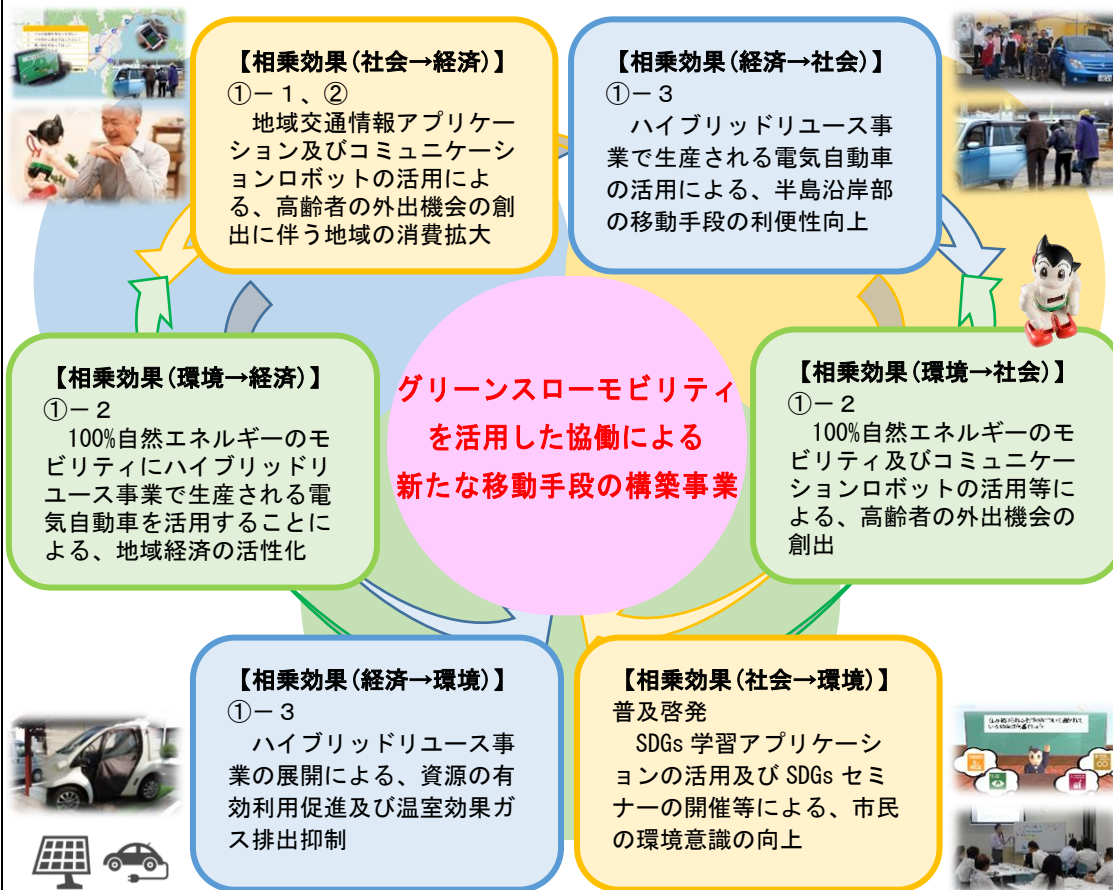 【相乗効果(社会→経済)】
①－１、②
地域交通情報アプリケー
ション及びコミュニケーシ
ョンロボットの活用によ
る、高齢者の外出機会の創
出に伴う地域の消費拡大
【相乗効果(経済→社会)】
①－3
ハイブリッドリユース事
業で生産される電気自動車
の活用による、半島沿岸部
の移動手段の利便性向上
【相乗効果(環境→経済)】
①－2
100%自然エネルギーのモ
ビリティにハイブリッドリ
ユース事業で生産される電
気自動車を活用することに
よる、地域経済の活性化
グリーンスローモビリティ
を活用した協働による
新たな移動手段の構築事業
【相乗効果(環境→社会)】
①－2
100%自然エネルギーのモ
ビリティ及びコミュニケー
ションロボットの活用等に
よる、高齢者の外出機会の
創出
【相乗効果(経済→環境)】
①－3
ハイブリッドリユース事
業の展開による、資源の有
効利用促進及び温室効果ガ
ス排出抑制
【相乗効果(社会→環境)】
普及啓発
SDGs 学習アプリケーシ
ョンの活用及び SDGs セミ
ナーの開催等による、市民
の環境意識の向上